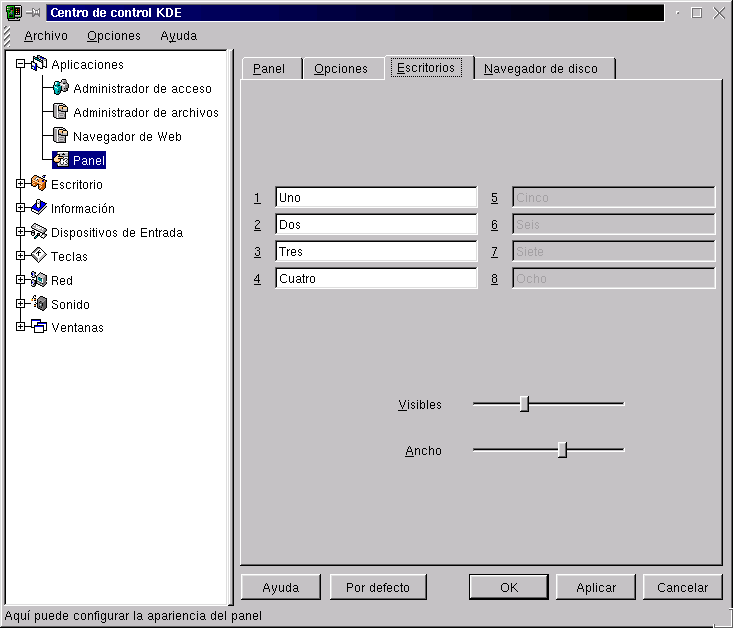 Centro de control KDE
Archivo Opciones Ayuda
Aplicaciones
Administrador de acceso
Administrador de archivos
Navegador de Web
Panel
Escritorio
Información
Dispositivos de Entrada
Teclas
Red
Sonido
Ventanas
Panel Opciones Escritorios Navegador de disco
1 Uno 5 Cinco
2 Dos 6 Seis
3 Tres 7 Siete
4 Cuatro 8 Ocho
Visibles
Ancho
Ayuda Por defecto OK Aplicar Cancelar
Aquí puede configurar la apariencia del panel